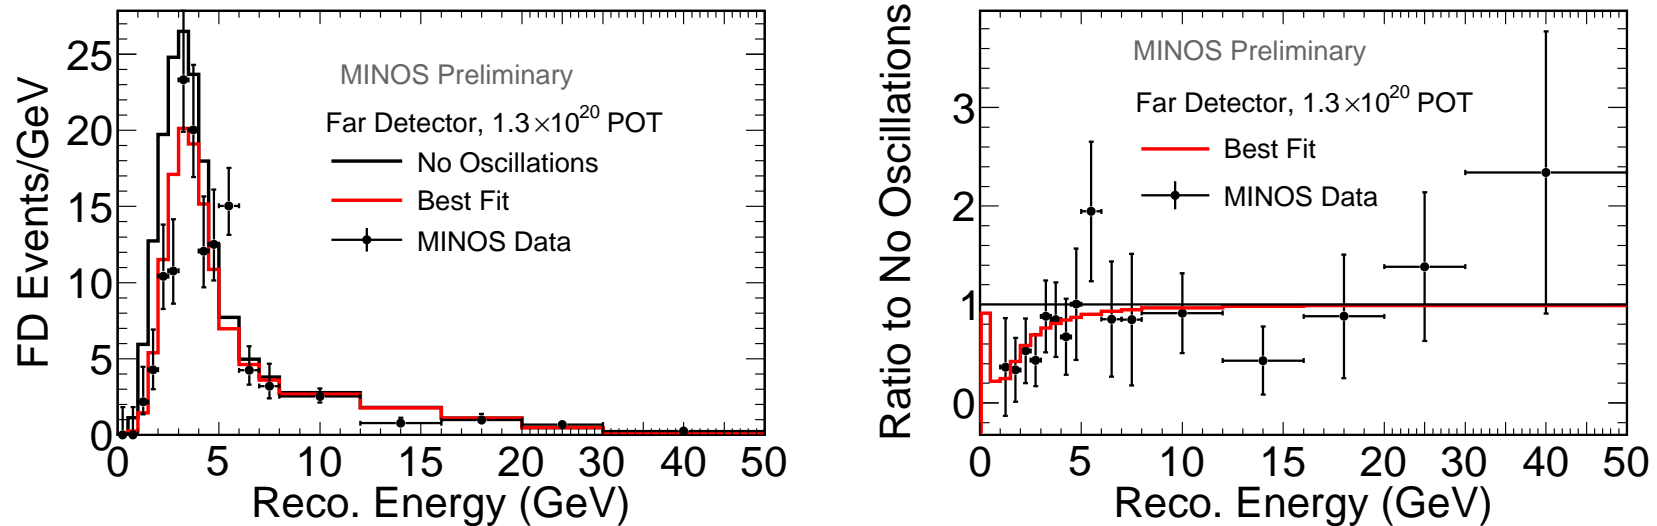 FD Events/GeV
25
20
15
10
5
0
MINOS Preliminary
Far Detector, 1.3×10²⁰ POT
No Oscillations
Best Fit
MINOS Data
0 5 10 15 20 30 40 50
Reco. Energy (GeV)
Ratio to No Oscillations
3
2
1
0
MINOS Preliminary
Far Detector, 1.3×10²⁰ POT
Best Fit
MINOS Data
0 5 10 15 20 30 40 50
Reco. Energy (GeV)